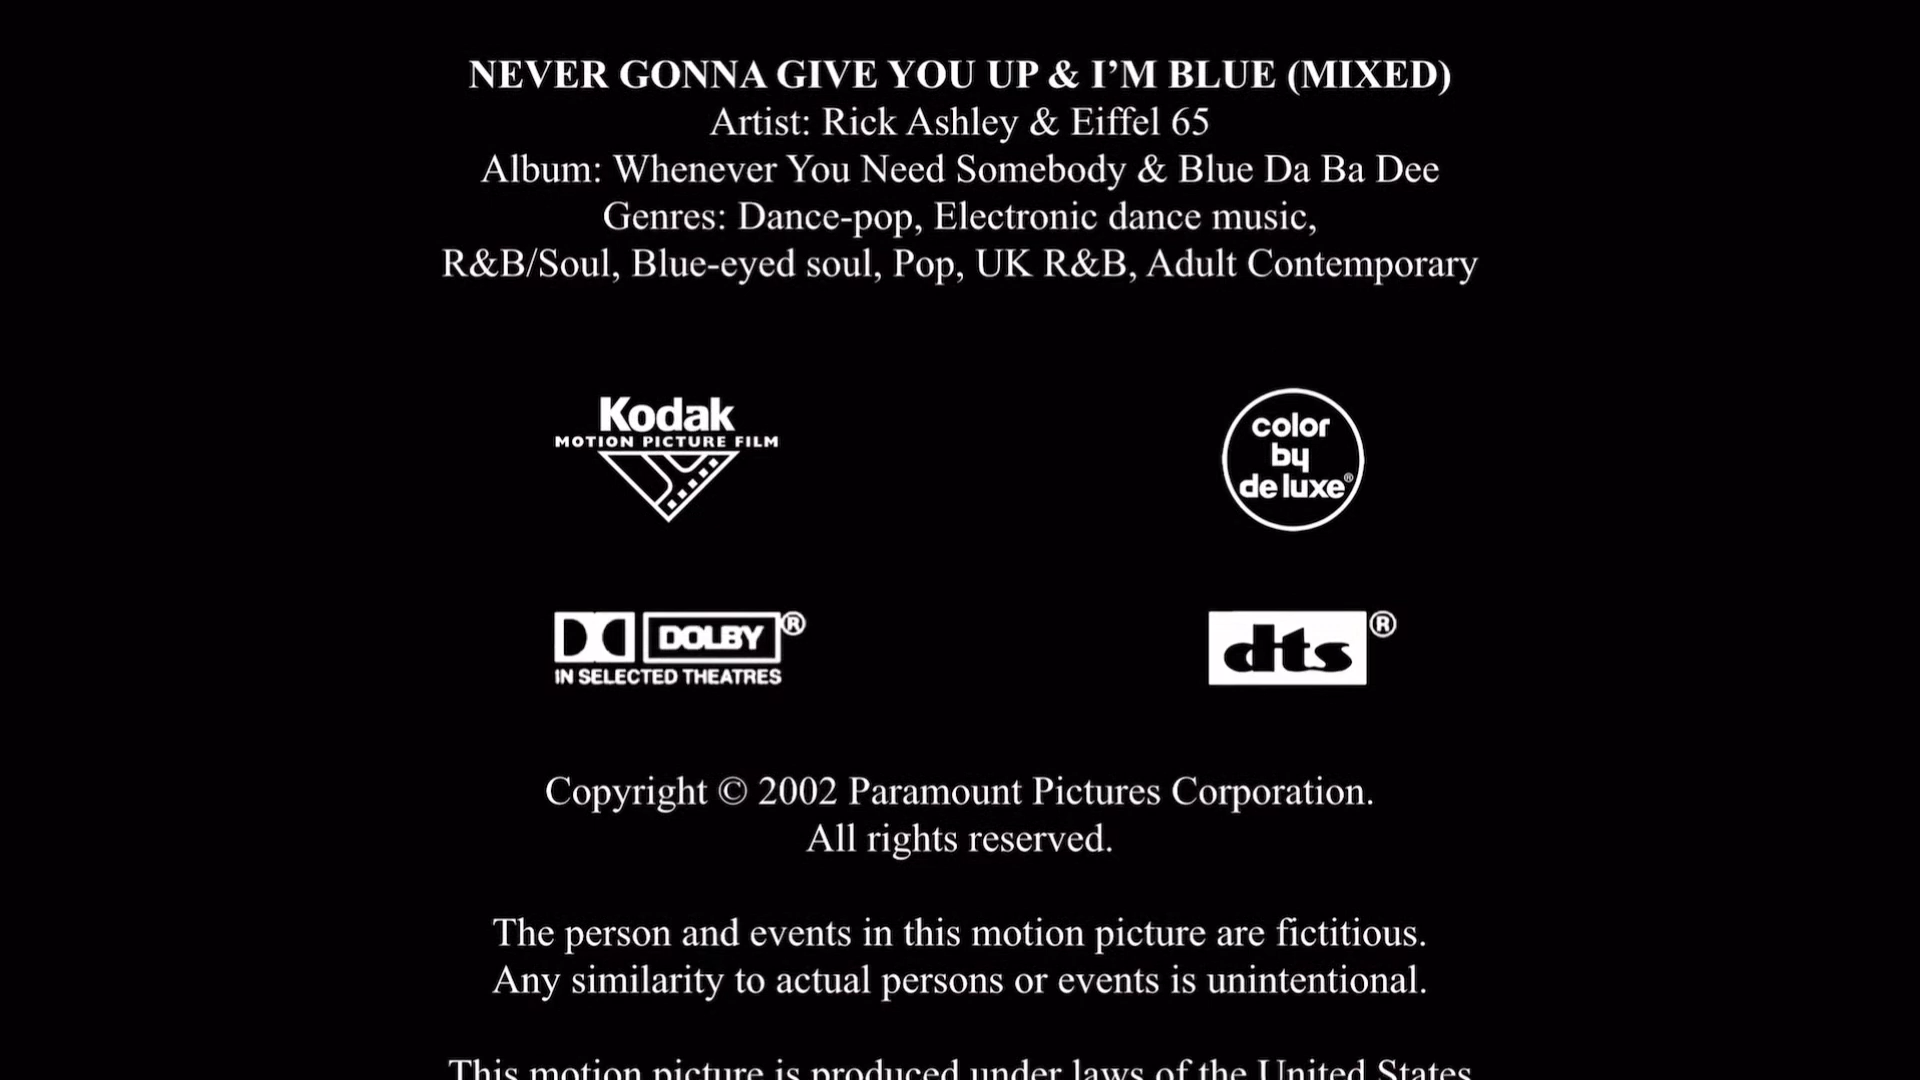 NEVER GONNA GIVE YOU UP & I’M BLUE (MIXED)
Artist: Rick Ashley & Eiffel 65
Album: Whenever You Need Somebody & Blue Da Ba Dee
Genres: Dance-pop, Electronic dance music,
R&B/Soul, Blue-eyed soul, Pop, UK R&B, Adult Contemporary
Kodak
MOTION PICTURE FILM
color
by
de luxe®
DOLBY®
IN SELECTED THEATRES
dts®
Copyright © 2002 Paramount Pictures Corporation.
All rights reserved.
The person and events in this motion picture are fictitious.
Any similarity to actual persons or events is unintentional.
This motion picture is produced under laws of the United States